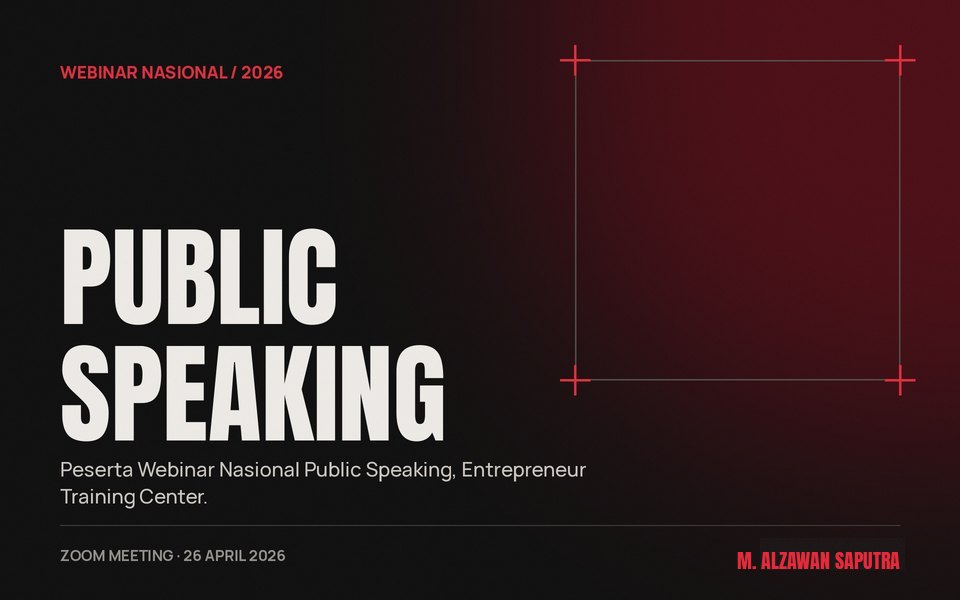 WEBINAR NASIONAL / 2026
PUBLIC
SPEAKING
Peserta Webinar Nasional Public Speaking, Entrepreneur
Training Center.
ZOOM MEETING · 26 APRIL 2026
M. ALZAWAN SAPUTRA